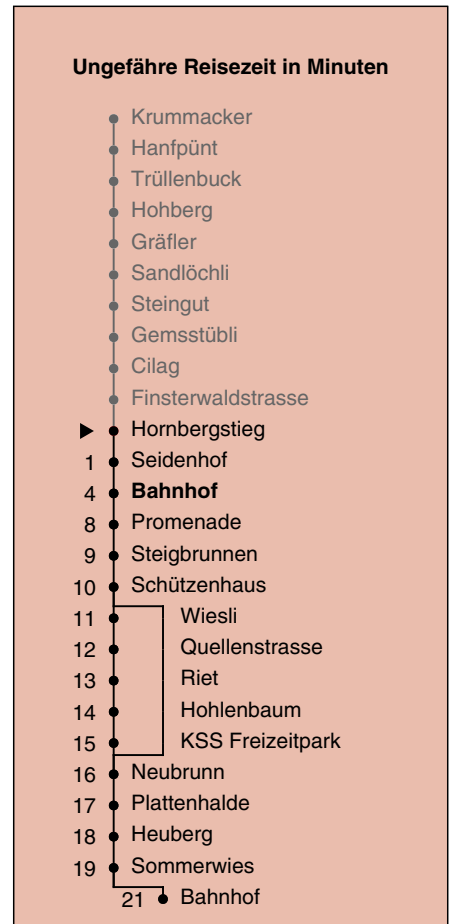 Ungefähre Reisezeit in Minuten
Krummacker
Hanfpünt
Trüllenbuck
Hohberg
Gräfler
Sandlöchli
Steingut
Gemsstübli
Cilag
Finsterwaldstrasse
Hornbergstieg
1 Seidenhof
4 Bahnhof
8 Promenade
9 Steigbrunnen
10 Schützenhaus
11 Wiesli
12 Quellenstrasse
13 Riet
14 Hohlenbaum
15 KSS Freizeitpark
16 Neubrunn
17 Plattenhalde
18 Heuberg
19 Sommerwies
21 Bahnhof